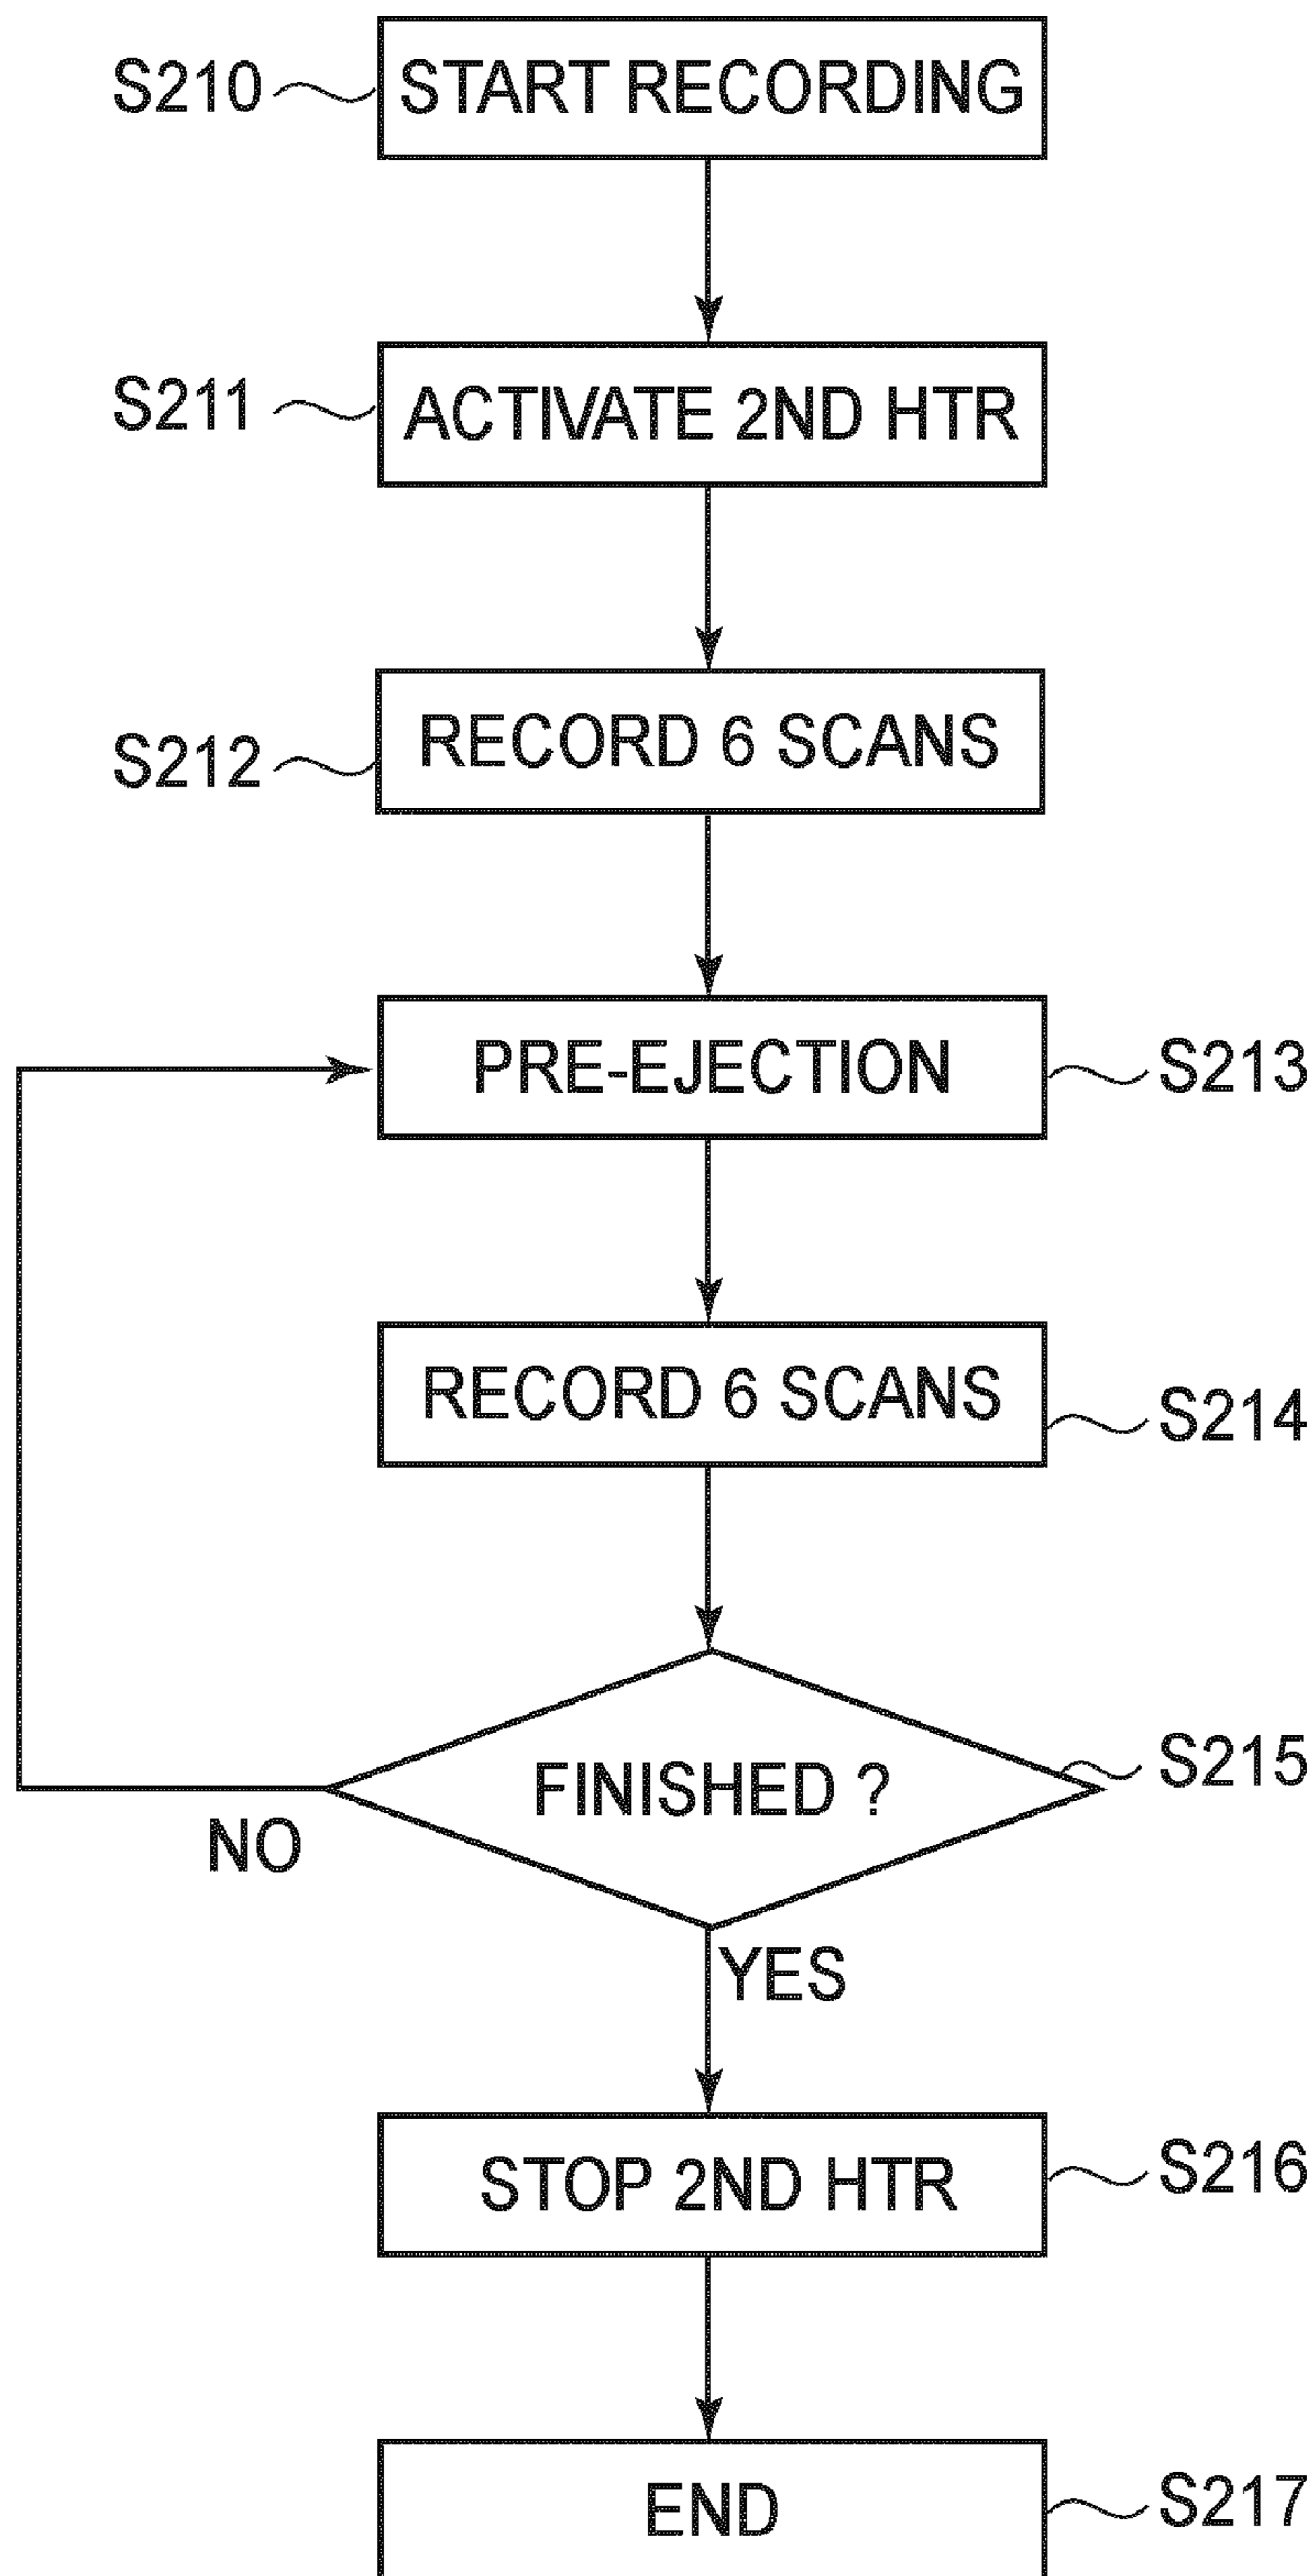 S210 START RECORDING
S211 ACTIVATE 2ND HTR
S212 RECORD 6 SCANS
PRE-EJECTION S213
RECORD 6 SCANS S214
FINISHED ? S215
NO
YES
STOP 2ND HTR S216
END S217